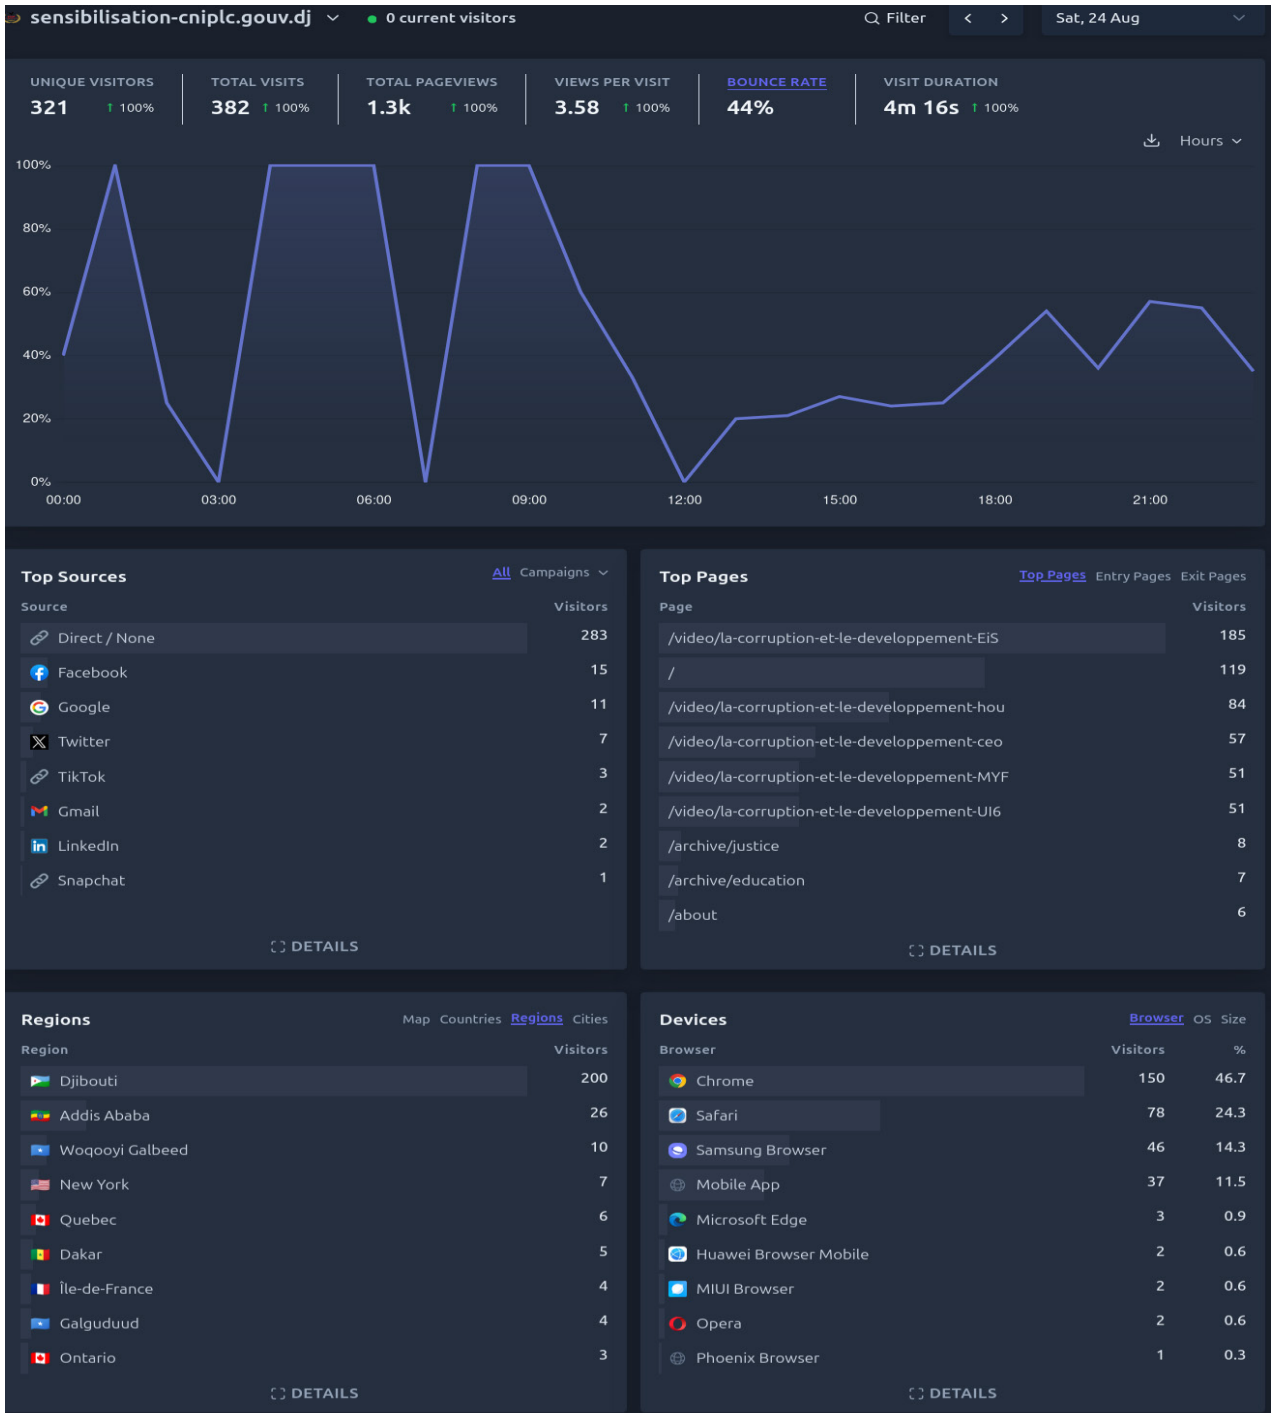 sensibilisation-cniplc.gouv.dj 0 current visitors Filter < > Sat, 24 Aug
UNIQUE VISITORS TOTAL VISITS TOTAL PAGEVIEWS VIEWS PER VISIT BOUNCE RATE VISIT DURATION
321 ↑ 100% 382 ↑ 100% 1.3k ↑ 100% 3.58 ↑ 100% 44% 4m 16s ↑ 100%
Hours
100%
80%
60%
40%
20%
0%
00:00 03:00 06:00 09:00 12:00 15:00 18:00 21:00
Top Sources All Campaigns
Source Visitors
Direct / None 283
Facebook 15
Google 11
Twitter 7
TikTok 3
Gmail 2
LinkedIn 2
Snapchat 1
DETAILS
Top Pages Top Pages Entry Pages Exit Pages
Page Visitors
/video/la-corruption-et-le-developpement-EiS 185
/ 119
/video/la-corruption-et-le-developpement-hou 84
/video/la-corruption-et-le-developpement-ceo 57
/video/la-corruption-et-le-developpement-MYF 51
/video/la-corruption-et-le-developpement-UI6 51
/archive/justice 8
/archive/education 7
/about 6
DETAILS
Regions Map Countries Regions Cities
Region Visitors
Djibouti 200
Addis Ababa 26
Woqooyi Galbeed 10
New York 7
Quebec 6
Dakar 5
Île-de-France 4
Galguduud 4
Ontario 3
DETAILS
Devices Browser OS Size
Browser Visitors %
Chrome 150 46.7
Safari 78 24.3
Samsung Browser 46 14.3
Mobile App 37 11.5
Microsoft Edge 3 0.9
Huawei Browser Mobile 2 0.6
MIUI Browser 2 0.6
Opera 2 0.6
Phoenix Browser 1 0.3
DETAILS